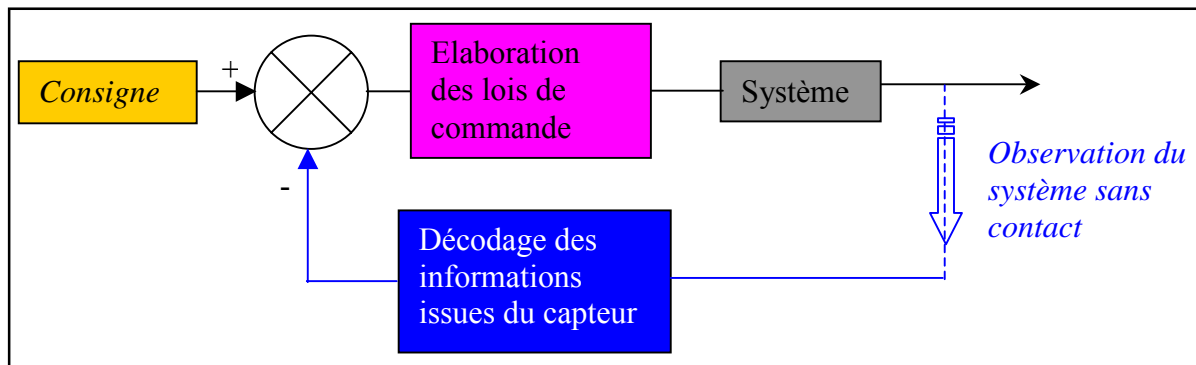 Consigne
+
-
Elaboration
des lois de
commande
Système
Observation du
système sans
contact
Décodage des
informations
issues du capteur